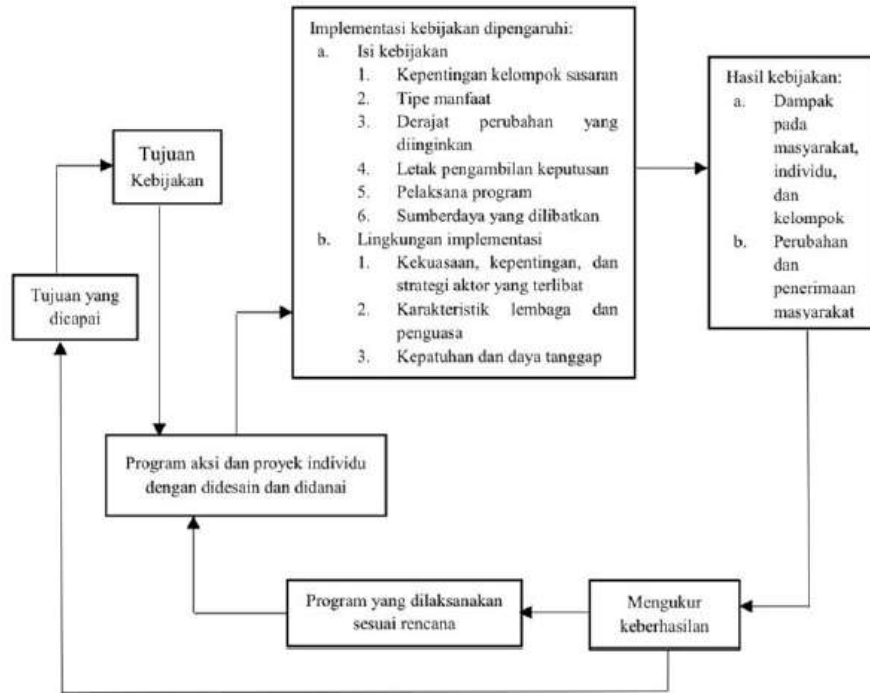 Implementasi kebijakan dipengaruhi:
a. Isi kebijakan
1. Kepentingan kelompok sasaran
2. Tipe manfaat
3. Derajat perubahan yang
diinginkan
4. Letak pengambilan keputusan
5. Pelaksana program
6. Sumberdaya yang dilibatkan
b. Lingkungan implementasi
1. Kekuasaan, kepentingan, dan
strategi aktor yang terlibat
2. Karakteristik lembaga dan
penguasa
3. Kepatuhan dan daya tanggap
Hasil kebijakan:
a. Dampak
pada
masyarakat,
individu,
dan
kelompok
b. Perubahan
dan
penerimaan
masyarakat
Tujuan
Kebijakan
Tujuan yang
dicapai
Program aksi dan proyek individu
dengan didesain dan didanai
Program yang dilaksanakan
sesuai rencana
Mengukur
keberhasilan